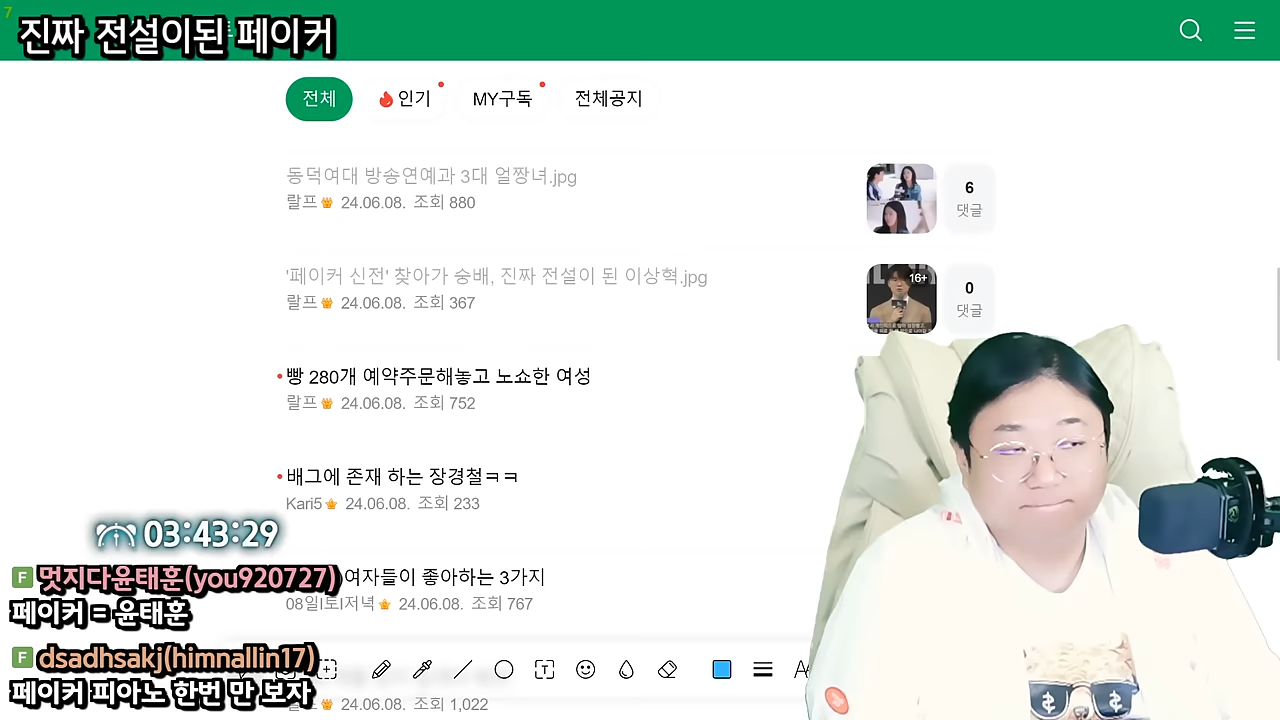 7
진짜 전설이된 페이커
전체
인기
MY구독
전체공지
동덕여대 방송연예과 3대 얼짱녀.jpg
랄프 24.06.08. 조회 880
6
댓글
'페이커 신전' 찾아가 숭배, 진짜 전설이 된 이상혁.jpg
랄프 24.06.08. 조회 367
16+
0
댓글
빵 280개 예약주문해놓고 노쇼한 여성
랄프 24.06.08. 조회 752
배그에 존재 하는 장경철ㅋㅋ
Kari5 24.06.08. 조회 233
03:43:29
여자들이 좋아하는 3가지
08일|토|저녁 24.06.08. 조회 767
F 멋지다윤태훈(you920727)
페이커 = 윤태훈
F dsadhsakj(himnallin17)
페이커 피아노 한번 만 보자
랄프 24.06.08. 조회 1,022